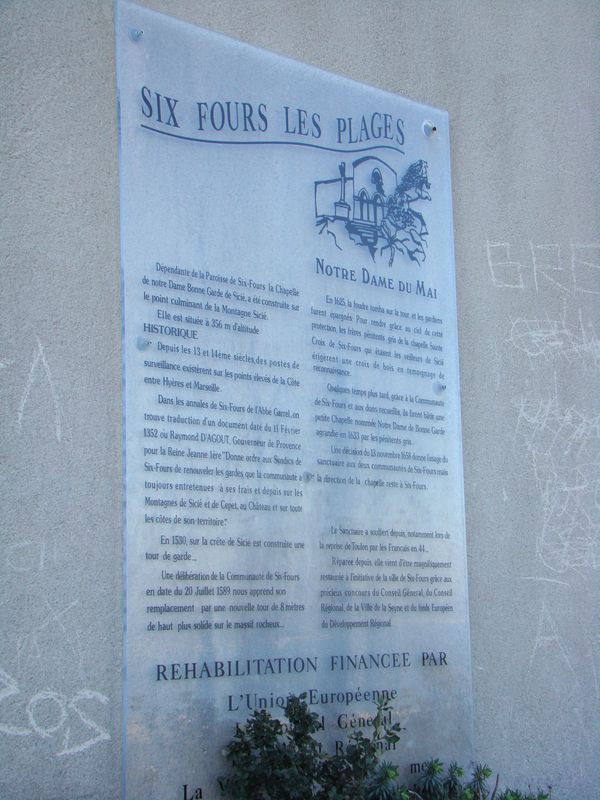 SIX FOURS LES PLAGES
NOTRE DAME DU MAI
Dépendante de la Paroisse de Six-Fours la Chapelle
de notre Dame Bonne Garde de Sicié, a été construite sur
le point culminant de la Montagne Sicié.
Elle est située à 356 m d'altitude
HISTORIQUE
Depuis les 13 et 14ème siècles, des postes de
surveillance existèrent sur les points élevés de la Côte
entre Hyères et Marseille.
Dans les annales de Six-Fours de l'Abbé Garrel, on
trouve traduction d'un document daté du 11 Février
1352 où Raymond D'AGOUT, Gouverneur de Provence
pour la Reine Jeanne 1ère "Donne ordre aux Syndics de
Six-Fours de renouveler les gardes que la communauté a
toujours entretenues à ses frais et depuis sur les
Montagnes de Sicié et de Cepet, au Château et sur toute
les côtes de son territoire."
En 1530, sur la crête de Sicié est construite une
tour de garde...
Une délibération de la Communauté de Six-Fours
en date du 20 Juillet 1589 nous apprend son
remplacement par une nouvelle tour de 8 mètres
de haut plus solide sur le massif rocheux...
En 1625, la foudre tomba sur la tour, et les gardiens
furent épargnés. Pour rendre grâce au ciel de cette
protection, les frères pénitents gris de la chapelle Sainte
Croix de Six-Fours qui étaient les veilleurs de Sicié
érigèrent une croix de bois en témoignage de
reconnaissance.
Quelques temps plus tard, grâce à la Communauté
de Six-Fours et aux dons recueillis, ils firent bâtir une
petite Chapelle nommée Notre Dame de Bonne Garde
agrandie en 1633 par les pénitents gris.
Une décision du 13 novembre 1658 donne l'usage du
sanctuaire aux deux communautés de Six-Fours mais
la direction de la chapelle reste à Six-Fours.
Le Sanctuaire a souffert depuis, notamment lors de
la reprise de Toulon par les Francais en 44...
Réparée depuis, elle vient d'être magnifiquement
restaurée à l'initiative de la ville de Six-Fours grâce aux
précieux concours du Conseil Général, du Conseil
Régional, de la Ville de la Seyne et du fonds Européen
du Développement Régional.
REHABILITATION FINANCEE PAR
L'Union Européenne
Général
Régional
La